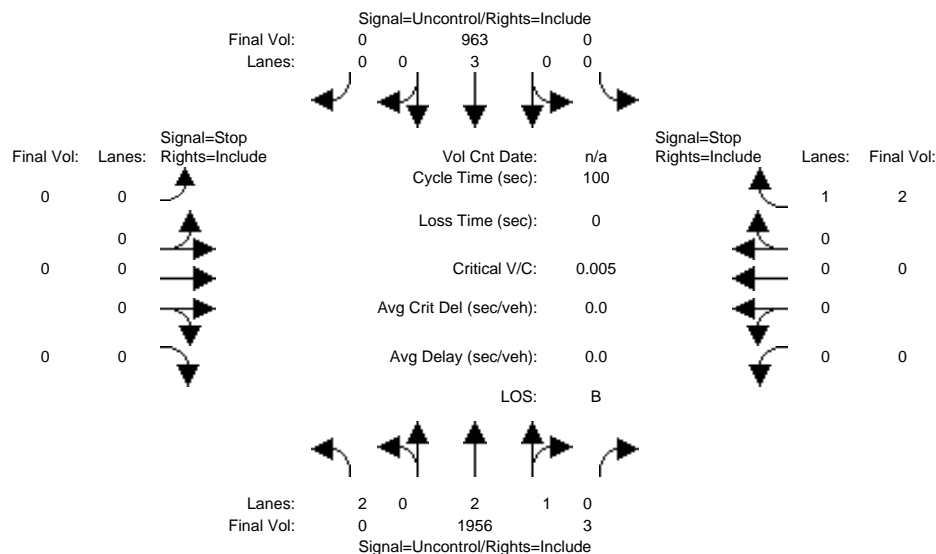 Signal=Uncontrol/Rights=Include
Final Vol: 0 963 0
Lanes: 0 0 3 0 0
Signal=Stop
Final Vol: Lanes: Rights=Include
Vol Cnt Date: n/a
Signal=Stop
Rights=Include Lanes: Final Vol:
Cycle Time (sec): 100
0 0
1 2
Loss Time (sec): 0
0
0
0 0
Critical V/C: 0.005
0 0
0
Avg Crit Del (sec/veh): 0.0
0
0 0
Avg Delay (sec/veh): 0.0
0 0
LOS: B
Lanes: 2 0 2 1 0
Final Vol: 0 1956 3
Signal=Uncontrol/Rights=Include